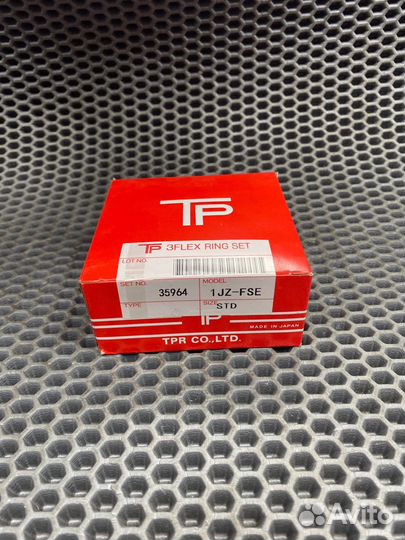 TP
TP 3FLEX RING SET
LOT NO.
SET NO. 35964 MODEL 1JZ-FSE
TYPE SIZE STD
TP
MADE IN JAPAN
TPR CO.,LTD.
Avito